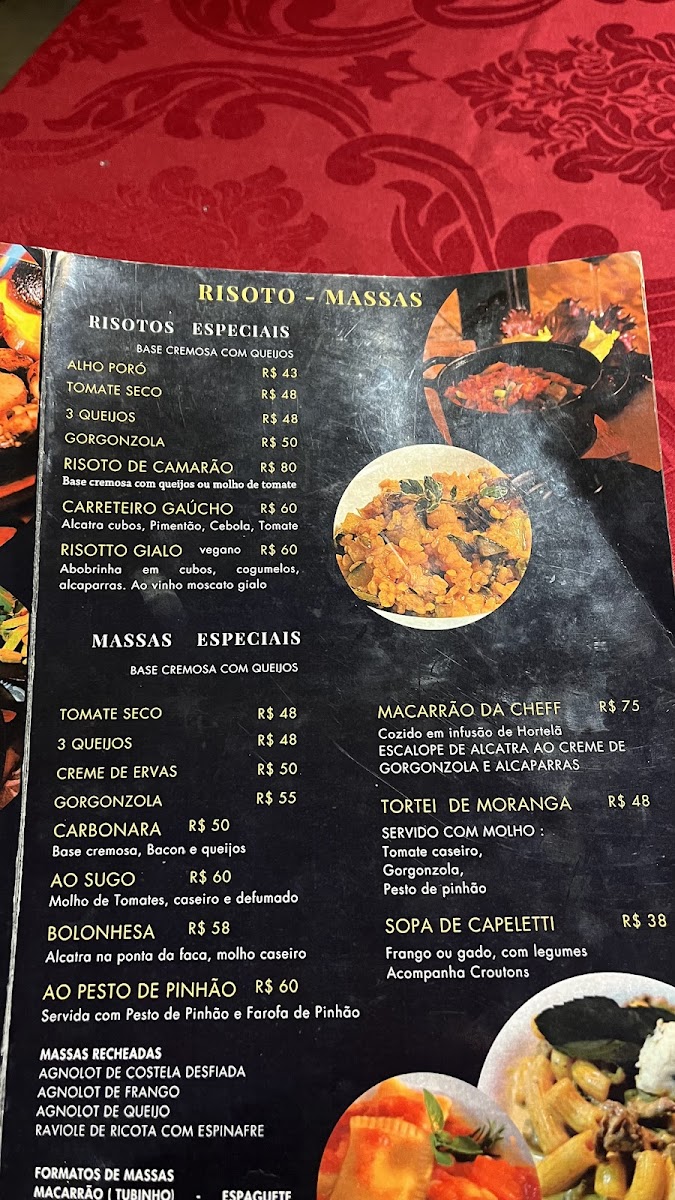 RISOTO - MASSAS
RISOTOS ESPECIAIS
BASE CREMOSA COM QUEIJOS
ALHO PORÓ R$ 43
TOMATE SECO R$ 48
3 QUEIJOS R$ 48
GORGONZOLA R$ 50
RISOTO DE CAMARÃO R$ 80
Base cremosa com queijos ou molho de tomate
CARRETEIRO GAÚCHO R$ 60
Alcatra cubos, Pimentão, Cebola, Tomate
RISOTTO GIALO vegano R$ 60
Abobrinha em cubos, cogumelos,
alcaparras. Ao vinho moscato gialo
MASSAS ESPECIAIS
BASE CREMOSA COM QUEIJOS
TOMATE SECO R$ 48
3 QUEIJOS R$ 48
CREME DE ERVAS R$ 50
GORGONZOLA R$ 55
CARBONARA R$ 50
Base cremosa, Bacon e queijos
AO SUGO R$ 60
Molho de Tomates, caseiro e defumado
BOLONHESA R$ 58
Alcatra na ponta da faca, molho caseiro
AO PESTO DE PINHÃO R$ 60
Servida com Pesto de Pinhão e Farofa de Pinhão
MASSAS RECHEADAS
AGNOLOT DE COSTELA DESFIADA
AGNOLOT DE FRANGO
AGNOLOT DE QUEIJO
RAVIOLE DE RICOTA COM ESPINAFRE
FORMATOS DE MASSAS
MACARRÃO ( TUBINHO) - ESPAGUETE
MACARRÃO DA CHEFF R$ 75
Cozido em infusão de Hortelã
ESCALOPE DE ALCATRA AO CREME DE
GORGONZOLA E ALCAPARRAS
TORTEI DE MORANGA R$ 48
SERVIDO COM MOLHO :
Tomate caseiro,
Gorgonzola,
Pesto de pinhão
SOPA DE CAPELETTI R$ 38
Frango ou gado, com legumes
Acompanha Croutons